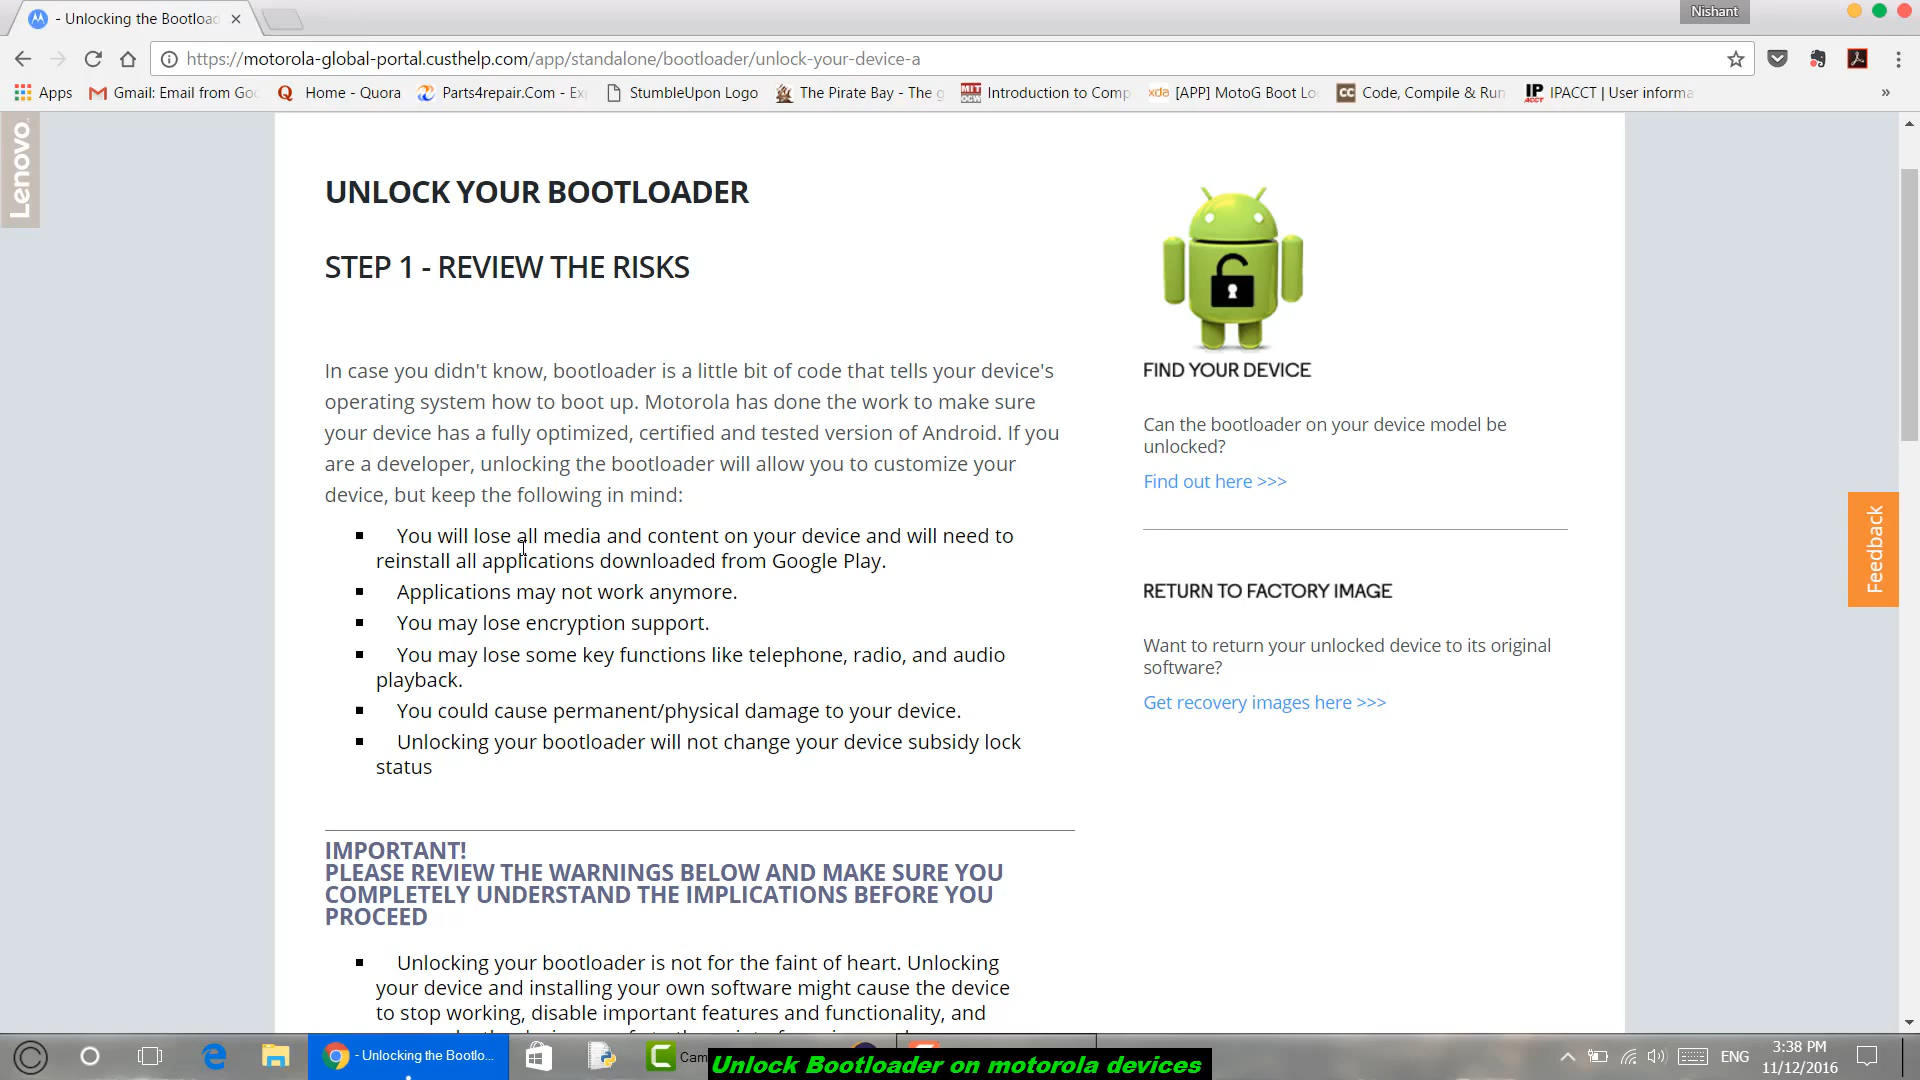 - Unlocking the Bootloa
Nishant
https://motorola-global-portal.custhelp.com/app/standalone/bootloader/unlock-your-device-a
Apps
Gmail: Email from Goo
Home - Quora
Parts4repair.Com - Ex
StumbleUpon Logo
The Pirate Bay - The g
MIT OCW
Introduction to Comp
xda
[APP] MotoG Boot Lo
CC
Code, Compile & Run
IP ACCT
IPACCT | User informa
»
Lenovo
UNLOCK YOUR BOOTLOADER
STEP 1 - REVIEW THE RISKS
In case you didn't know, bootloader is a little bit of code that tells your device's
operating system how to boot up. Motorola has done the work to make sure
your device has a fully optimized, certified and tested version of Android. If you
are a developer, unlocking the bootloader will allow you to customize your
device, but keep the following in mind:
You will lose all media and content on your device and will need to
reinstall all applications downloaded from Google Play.
Applications may not work anymore.
You may lose encryption support.
You may lose some key functions like telephone, radio, and audio
playback.
You could cause permanent/physical damage to your device.
Unlocking your bootloader will not change your device subsidy lock
status
IMPORTANT!
PLEASE REVIEW THE WARNINGS BELOW AND MAKE SURE YOU
COMPLETELY UNDERSTAND THE IMPLICATIONS BEFORE YOU
PROCEED
Unlocking your bootloader is not for the faint of heart. Unlocking
your device and installing your own software might cause the device
to stop working, disable important features and functionality, and
FIND YOUR DEVICE
Can the bootloader on your device model be
unlocked?
Find out here >>>
RETURN TO FACTORY IMAGE
Want to return your unlocked device to its original
software?
Get recovery images here >>>
Feedback
- Unlocking the Bootlo...
Cam
Unlock Bootloader on motorola devices
ENG
3:38 PM
11/12/2016